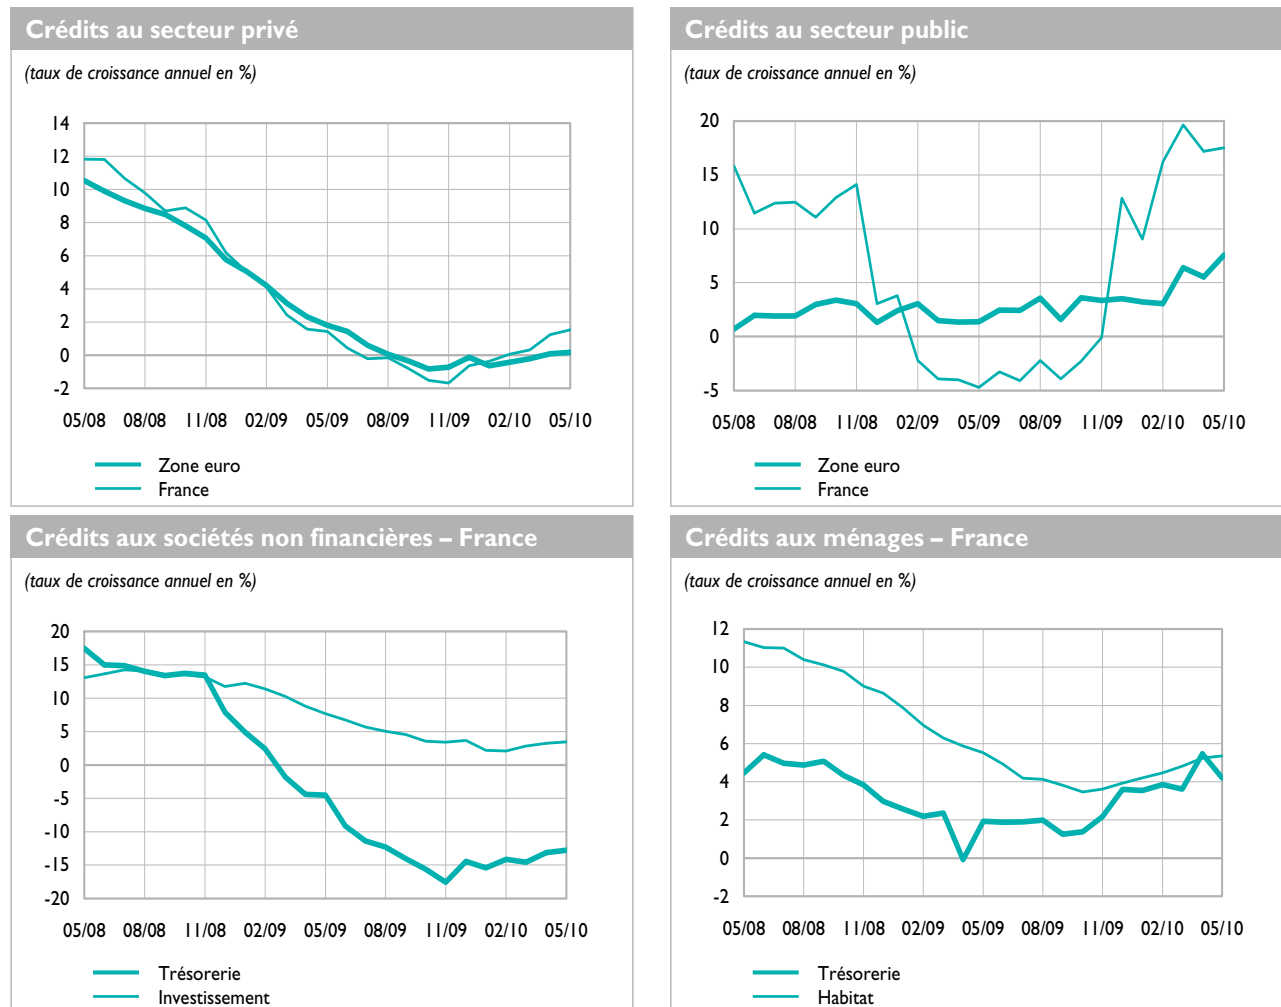 Crédits au secteur privé
(taux de croissance annuel en %)
14
12
10
8
6
4
2
0
-2
05/08 08/08 11/08 02/09 05/09 08/09 11/09 02/10 05/10
Zone euro
France
Crédits au secteur public
(taux de croissance annuel en %)
20
15
10
5
0
-5
05/08 08/08 11/08 02/09 05/09 08/09 11/09 02/10 05/10
Zone euro
France
Crédits aux sociétés non financières – France
(taux de croissance annuel en %)
20
15
10
5
0
-5
-10
-15
-20
05/08 08/08 11/08 02/09 05/09 08/09 11/09 02/10 05/10
Trésorerie
Investissement
Crédits aux ménages – France
(taux de croissance annuel en %)
12
10
8
6
4
2
0
-2
05/08 08/08 11/08 02/09 05/09 08/09 11/09 02/10 05/10
Trésorerie
Habitat